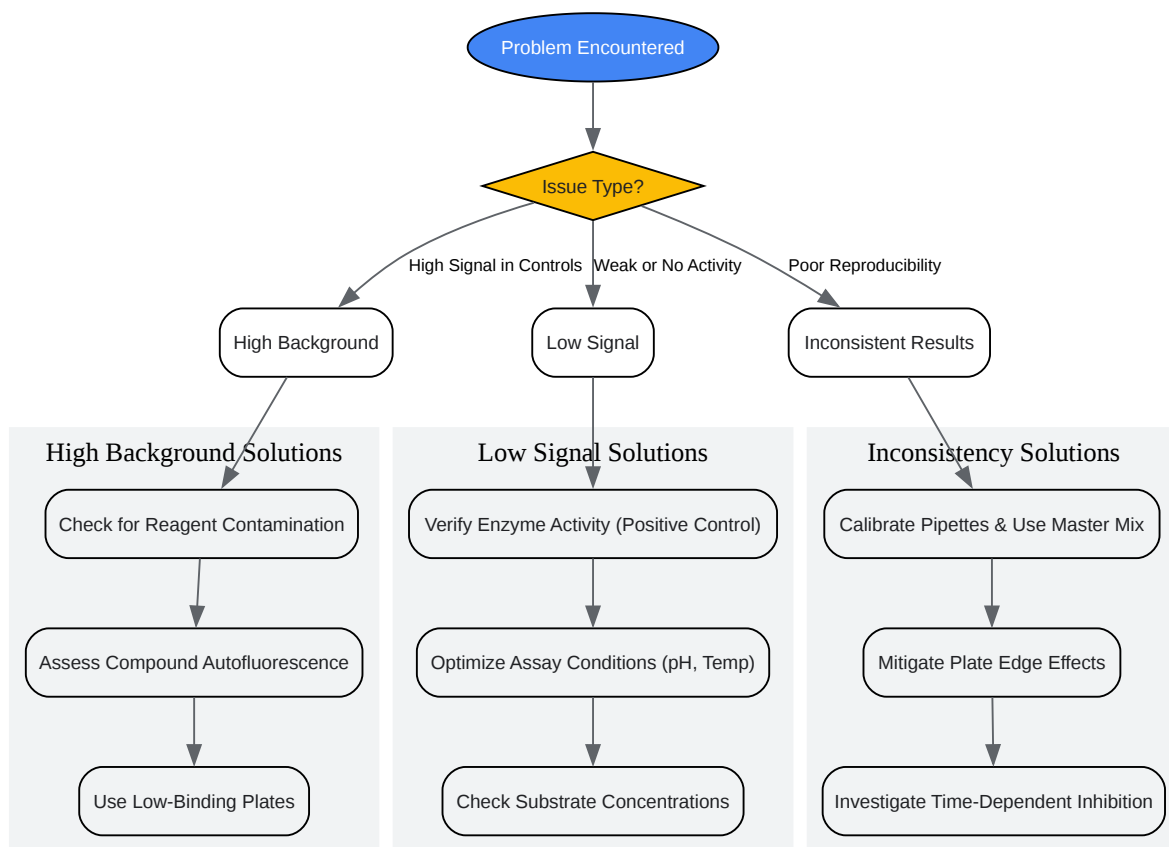 Problem Encountered
Issue Type?
High Signal in Controls
Weak or No Activity
Poor Reproducibility
High Background
Low Signal
Inconsistent Results
High Background Solutions
Low Signal Solutions
Inconsistency Solutions
Check for Reagent Contamination
Verify Enzyme Activity (Positive Control)
Calibrate Pipettes & Use Master Mix
Assess Compound Autofluorescence
Optimize Assay Conditions (pH, Temp)
Mitigate Plate Edge Effects
Use Low-Binding Plates
Check Substrate Concentrations
Investigate Time-Dependent Inhibition